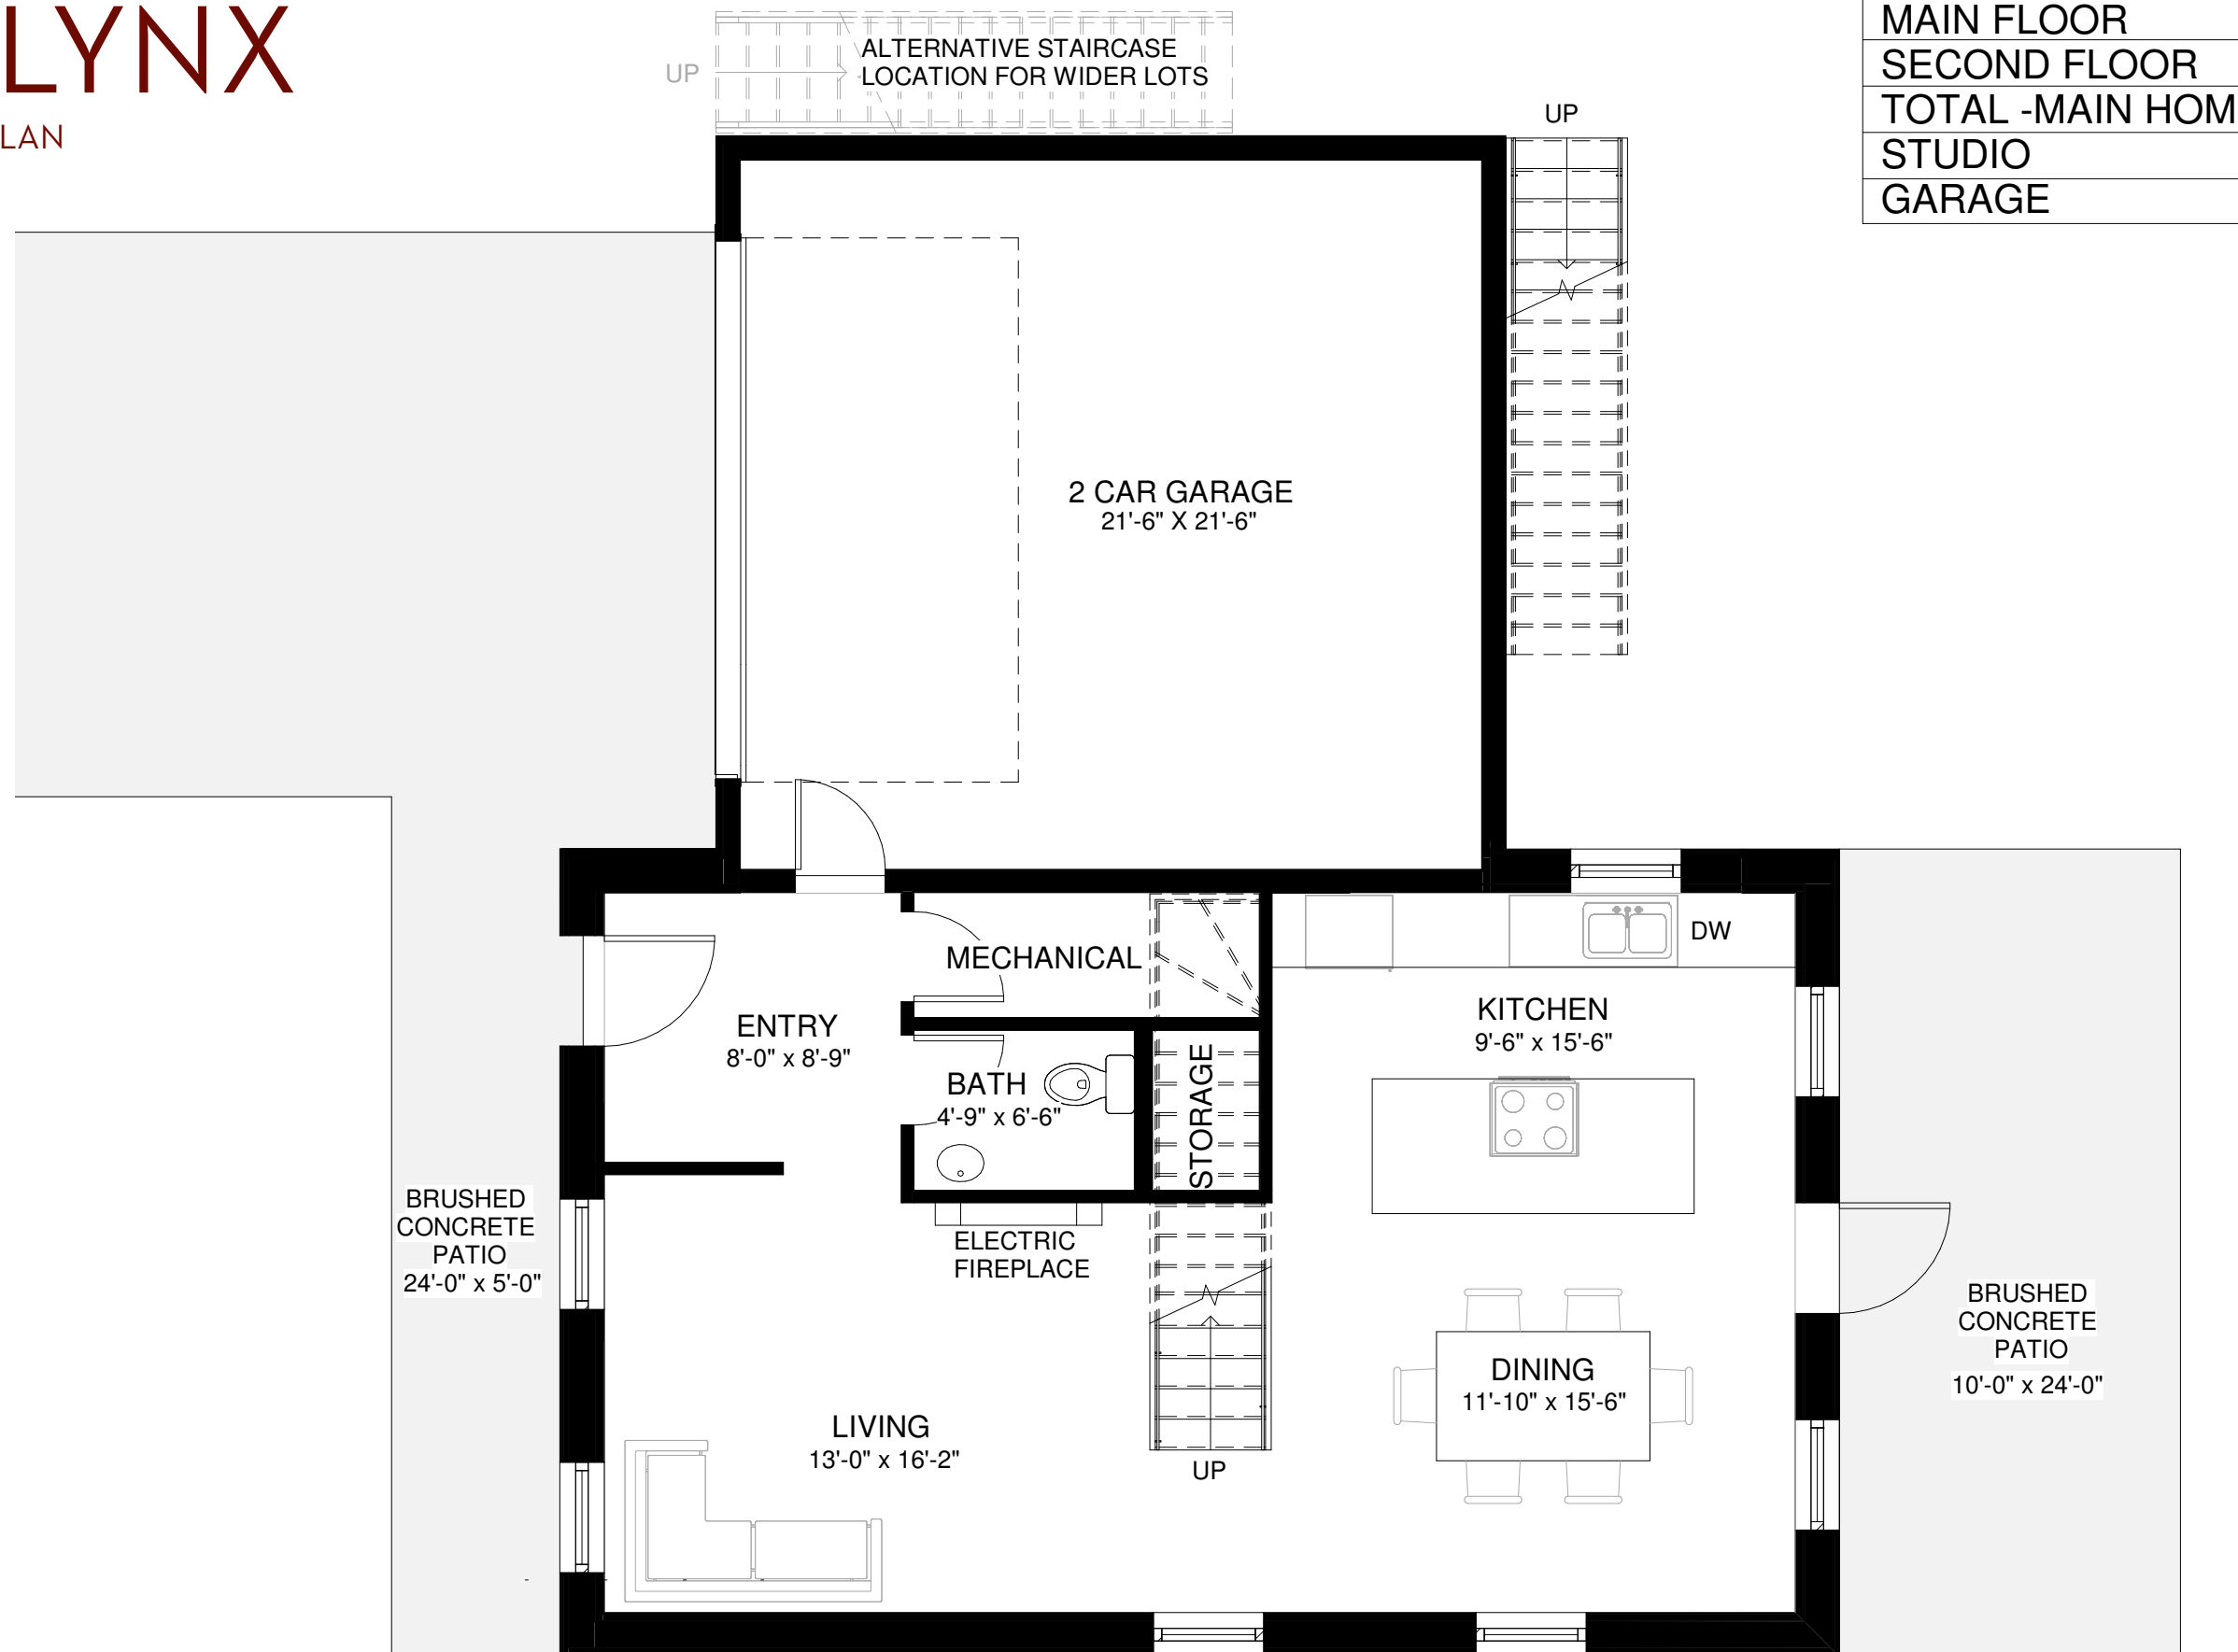 LYNX
LAN
MAIN FLOOR
SECOND FLOOR
TOTAL -MAIN HOM
STUDIO
GARAGE
UP
ALTERNATIVE STAIRCASE
LOCATION FOR WIDER LOTS
UP
2 CAR GARAGE
21'-6" X 21'-6"
MECHANICAL
DW
ENTRY
8'-0" x 8'-9"
KITCHEN
9'-6" x 15'-6"
BATH
4'-9" x 6'-6"
STORAGE
BRUSHED
CONCRETE
PATIO
24'-0" x 5'-0"
ELECTRIC
FIREPLACE
BRUSHED
CONCRETE
PATIO
10'-0" x 24'-0"
DINING
11'-10" x 15'-6"
LIVING
13'-0" x 16'-2"
UP